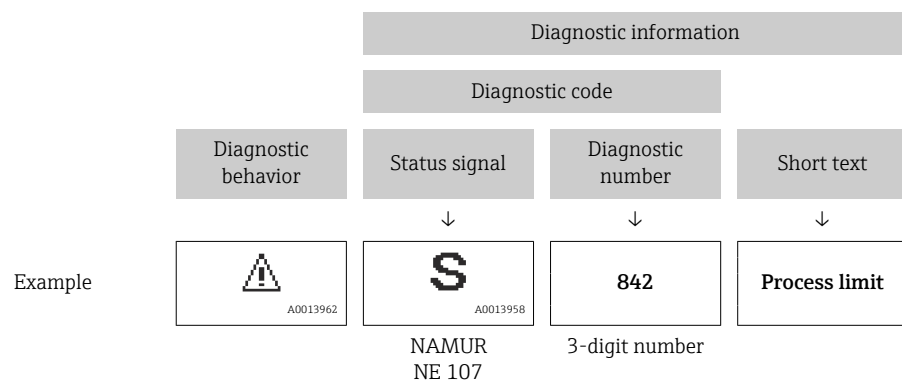 Diagnostic information
Diagnostic code
Diagnostic
behavior
Status signal
Diagnostic
number
Short text
↓ ↓ ↓
Example
A0013962
S
A0013958
842
Process limit
NAMUR
NE 107
3-digit number